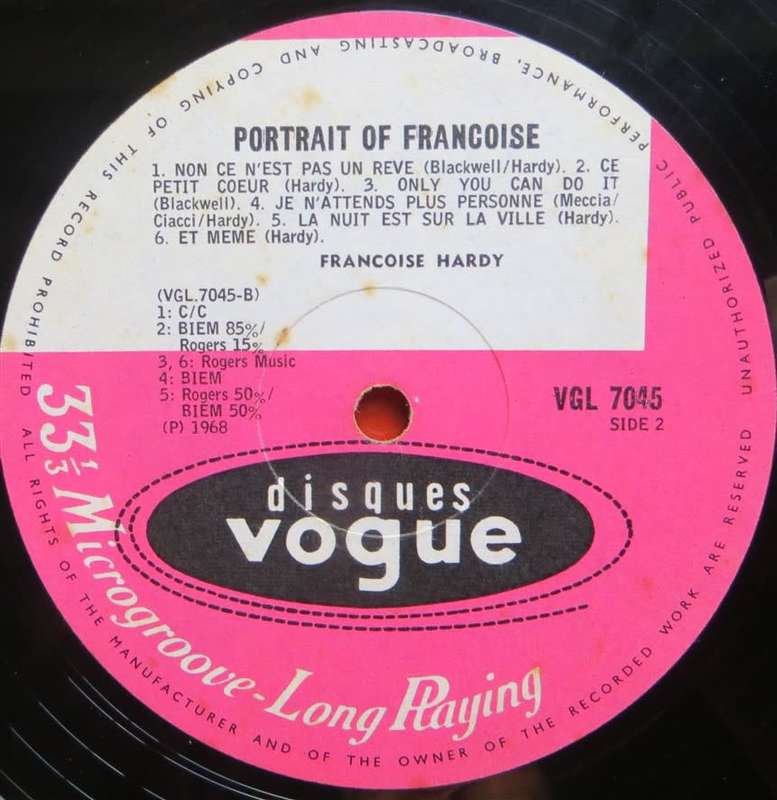 PORTRAIT OF FRANCOISE
1. NON CE N'EST PAS UN REVE (Blackwell/Hardy). 2. CE
PETIT COEUR (Hardy). 3. ONLY YOU CAN DO IT
(Blackwell). 4. JE N'ATTENDS PLUS PERSONNE (Meccia/
Ciacci/Hardy). 5. LA NUIT EST SUR LA VILLE (Hardy).
6. ET MEME (Hardy).
FRANCOISE HARDY
(VGL.7045-B)
1: C/C
2: BIEM 85%/
Rogers 15%
3, 6: Rogers Music
4: BIEM
5: Rogers 50%/
BIEM 50%
(P) 1968
VGL 7045
SIDE 2
disques
vogue
33 1/3 Microgroove-Long Playing
ALL RIGHTS OF THE MANUFACTURER AND OF THE OWNER OF THE RECORDED WORK ARE RESERVED UNAUTHORIZED PUBLIC PERFORMANCE, BROADCASTING AND COPYING OF THIS RECORD PROHIBITED